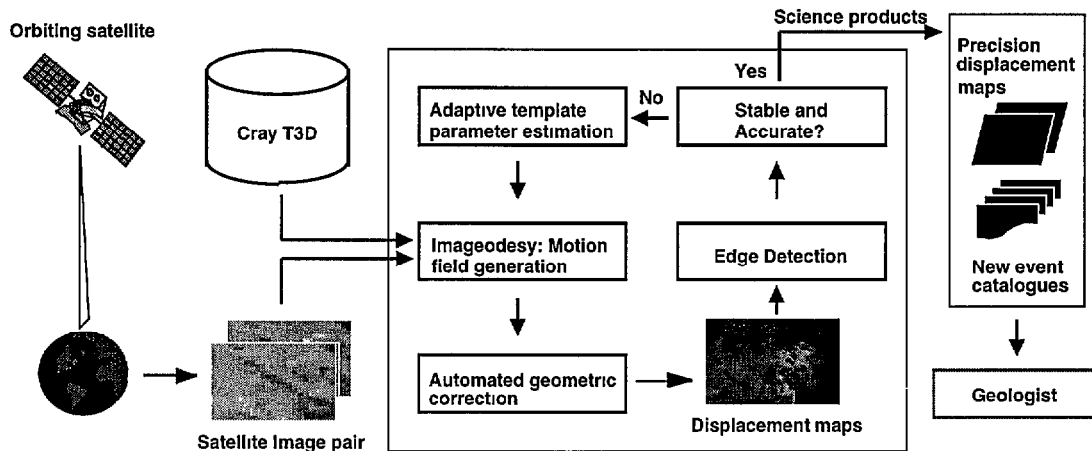 Orbiting satellite
Cray T3D
Satellite Image pair
Adaptive template
parameter estimation
Imageodesy: Motion
field generation
Automated geometric
correction
Displacement maps
Edge Detection
Stable and
Accurate?
No
Yes
Science products
Precision
displacement
maps
New event
catalogues
Geologist